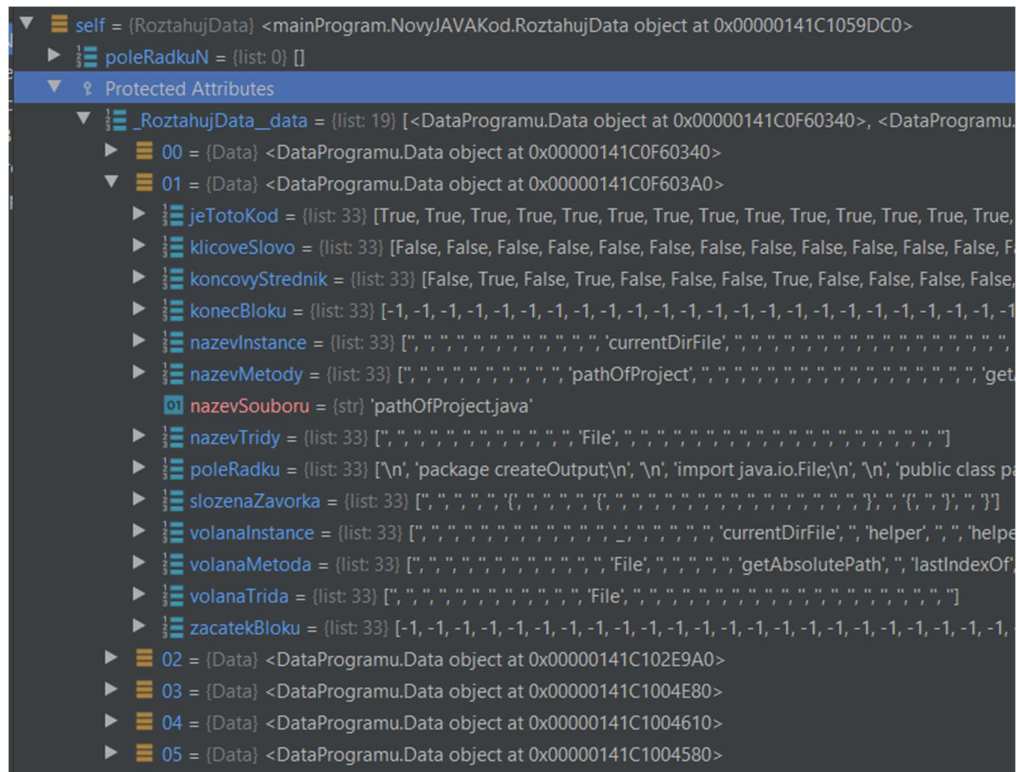 self = {RoztahujData} <mainProgram.NovyJAVAKod.RoztahujData object at 0x00000141C1059DC0>
poleRadkuN = {list: 0} []
Protected Attributes
_RoztahujData__data = {list: 19} [<DataProgramu.Data object at 0x00000141C0F60340>, <DataProgramu.
00 = {Data} <DataProgramu.Data object at 0x00000141C0F60340>
01 = {Data} <DataProgramu.Data object at 0x00000141C0F603A0>
jeTotoKod = {list: 33} [True, True, True, True, True, True, True, True, True, True, True, True, True, True,
klicoveSlovo = {list: 33} [False, False, False, False, False, False, False, False, False, False, False, Fa
koncovyStrednik = {list: 33} [False, True, False, True, False, False, False, True, False, False, False, False,
konecBloku = {list: 33} [-1, -1, -1, -1, -1, -1, -1, -1, -1, -1, -1, -1, -1, -1, -1, -1, -1, -1, -1, -1, -1, -1, -1, -1
nazevInstance = {list: 33} ['', '', '', '', '', '', '', '', '', '', '', 'currentDirFile', '', '', '', '', '', '', '', '', '', '', '', '', '', '', '', '',
nazevMetody = {list: 33} ['', '', '', '', '', '', '', '', '', 'pathOfProject', '', '', '', '', '', '', '', '', '', '', '', '', '', '', '', 'get
nazevSouboru = {str} 'pathOfProject.java'
nazevTridy = {list: 33} ['', '', '', '', '', '', '', '', '', '', '', 'File', '', '', '', '', '', '', '', '', '', '', '', '', '', '', '', '', '', '', '', '']
poleRadku = {list: 33} ['\n', 'package createOutput;\n', '\n', 'import java.io.File;\n', '\n', 'public class pa
slozenaZavorka = {list: 33} ['', '', '', '', '', '{', '', '', '', '', '{', '', '', '', '', '', '', '', '', '', '', '', '', '', '', '', '}', '', '{', '', '}', '', '}']
volanaInstance = {list: 33} ['', '', '', '', '', '', '', '', '', '', '', _, '', '', '', '', '', 'currentDirFile', '', 'helper', '', '', 'helpe
volanaMetoda = {list: 33} ['', '', '', '', '', '', '', '', '', '', '', 'File', '', '', '', '', '', 'getAbsolutePath', '', 'lastIndexOf',
volanaTrida = {list: 33} ['', '', '', '', '', '', '', '', '', '', '', 'File', '', '', '', '', '', '', '', '', '', '', '', '', '', '', '', '', '', '', '', '']
zacatekBloku = {list: 33} [-1, -1, -1, -1, -1, -1, -1, -1, -1, -1, -1, -1, -1, -1, -1, -1, -1, -1, -1, -1, -1, -1, -1, -
02 = {Data} <DataProgramu.Data object at 0x00000141C102E9A0>
03 = {Data} <DataProgramu.Data object at 0x00000141C1004E80>
04 = {Data} <DataProgramu.Data object at 0x00000141C1004610>
05 = {Data} <DataProgramu.Data object at 0x00000141C1004580>